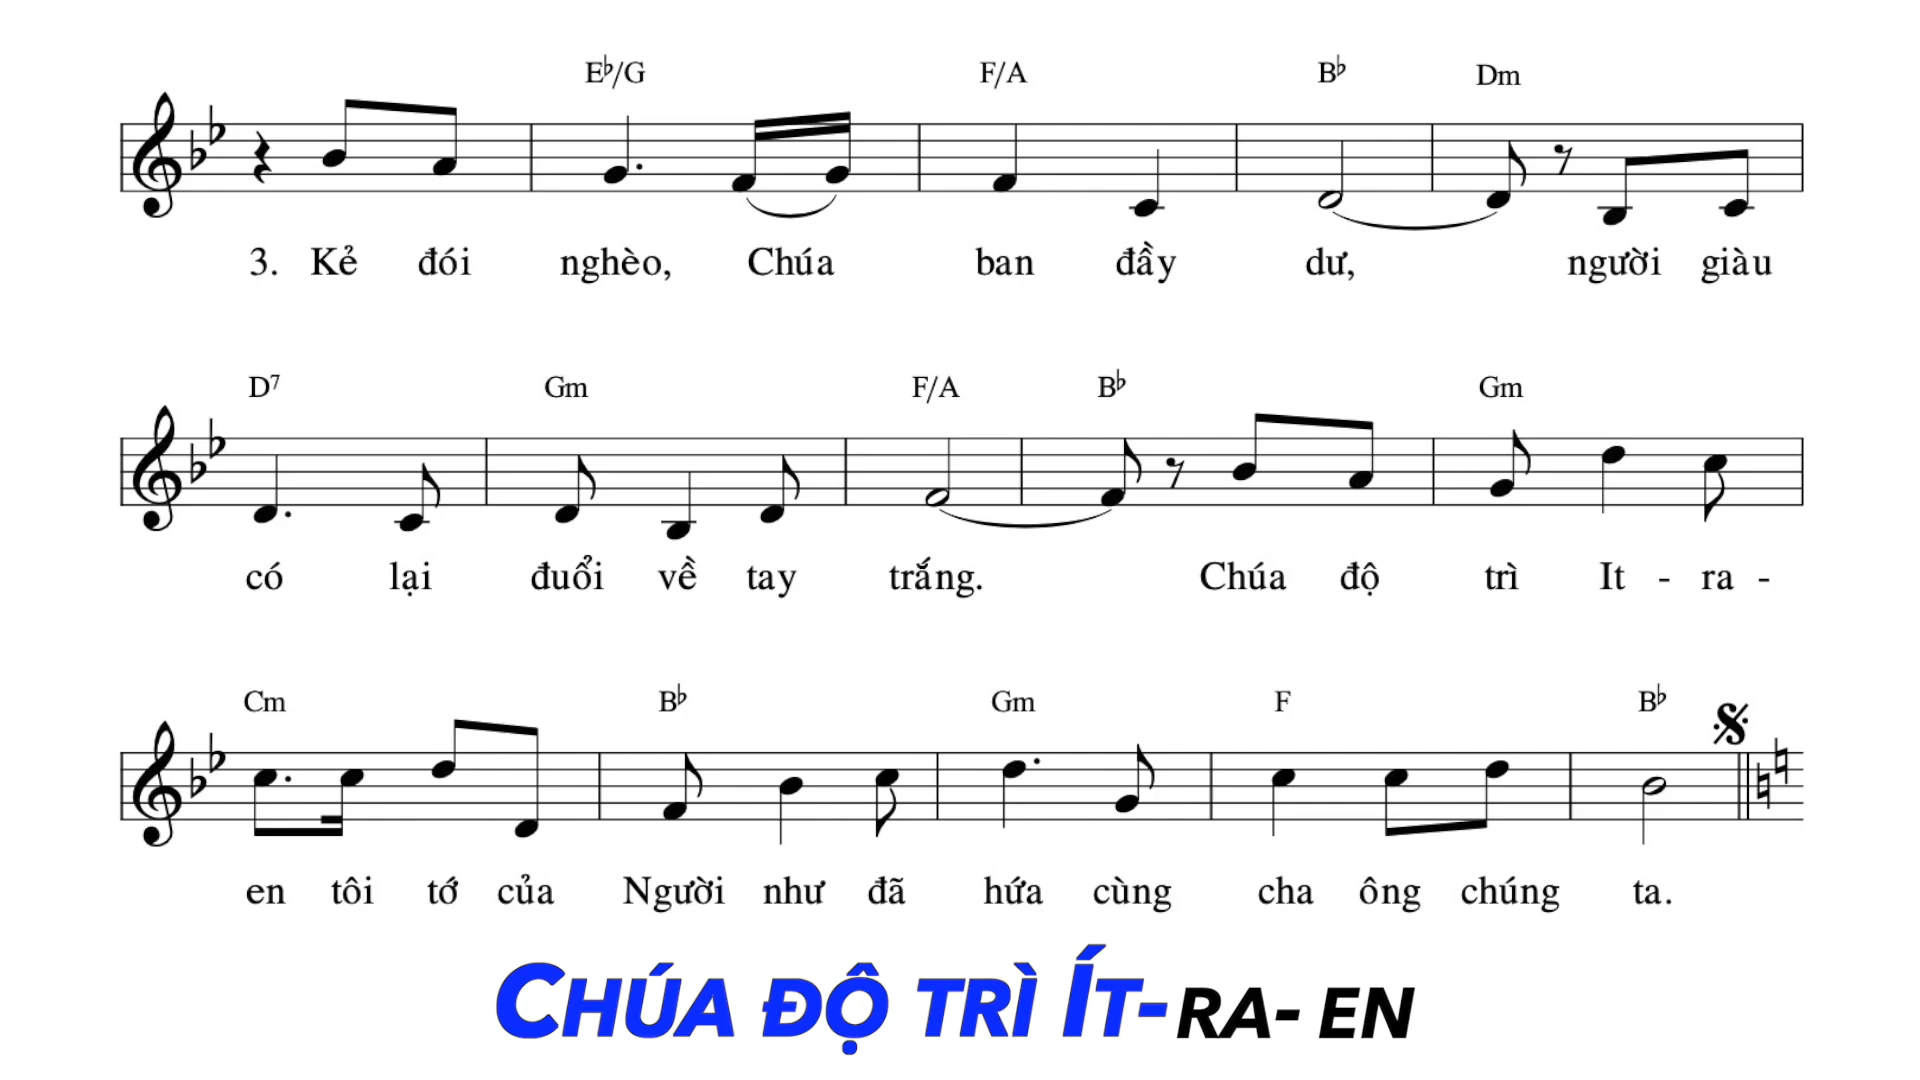 E♭/G F/A B♭ Dm
3. Kẻ đói nghèo, Chúa ban đầy dư, người giàu
D7 Gm F/A B♭ Gm
có lại đuổi về tay trắng. Chúa độ trì It - ra -
Cm B♭ Gm F B♭
en tôi tớ của Người như đã hứa cùng cha ông chúng ta.
CHÚA ĐỘ TRÌ ÍT- RA- EN